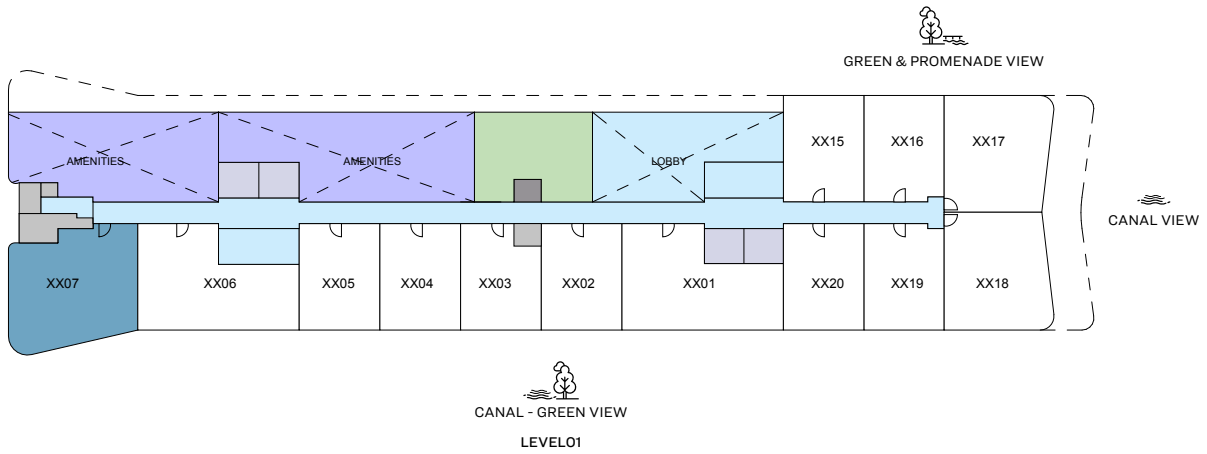 GREEN & PROMENADE VIEW
AMENITIES
AMENITIES
LOBBY
XX15
XX16
XX17
CANAL VIEW
XX07
XX06
XX05
XX04
XX03
XX02
XX01
XX20
XX19
XX18
CANAL - GREEN VIEW
LEVEL01